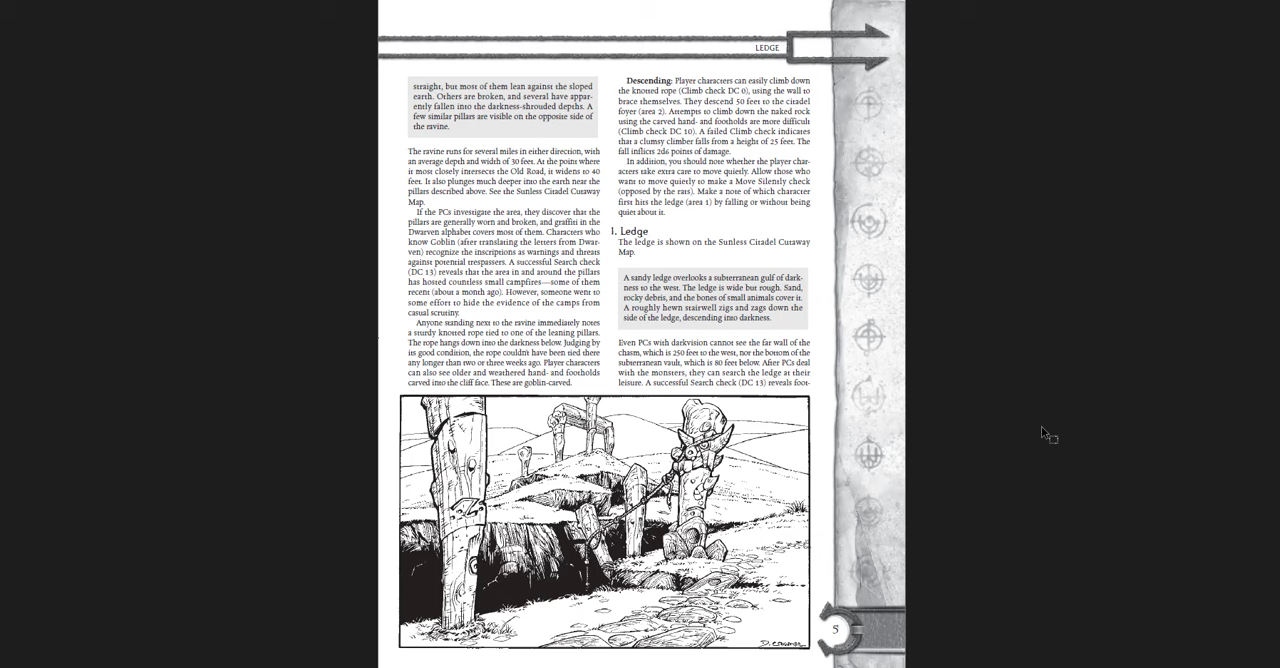 LEDGE
straight, but most of them lean against the sloped
earth. Others are broken, and several have appar-
ently fallen into the darkness-shrouded depths. A
few similar pillars are visible on the opposite side of
the ravine.
The ravine runs for several miles in either direction, with
an average depth and width of 30 feet. At the point where
it most closely intersects the Old Road, it widens to 40
feet. It also plunges much deeper into the earth near the
pillars described above. See the Sunless Citadel Cutaway
Map.
If the PCs investigate the area, they discover that the
pillars are generally worn and broken, and graffiti in the
Dwarven alphabet covers most of them. Characters who
know Goblin (after translating the letters from Dwar-
ven) recognize the inscriptions as warnings and threats
against potential trespassers. A successful Search check
(DC 13) reveals that the area in and around the pillars
has hosted countless small campfires—some of them
recent (about a month ago). However, someone went to
some effort to hide the evidence of the camps from
casual scrutiny.
Anyone standing next to the ravine immediately notes
a sturdy knotted rope tied to one of the leaning pillars.
The rope hangs down into the darkness below. Judging by
its good condition, the rope couldn't have been tied there
any longer than two or three weeks ago. Player characters
can also see older and weathered hand- and footholds
carved into the cliff face. These are goblin-carved.
Descending: Player characters can easily climb down
the knotted rope (Climb check DC 0), using the wall to
brace themselves. They descend 50 feet to the citadel
foyer (area 2). Attempts to climb down the naked rock
using the carved hand- and footholds are more difficult
(Climb check DC 10). A failed Climb check indicates
that a clumsy climber falls from a height of 25 feet. The
fall inflicts 2d6 points of damage.
In addition, you should note whether the player char-
acters take extra care to move quietly. Allow those who
want to move quietly to make a Move Silently check
(opposed by the rats). Make a note of which character
first hits the ledge (area 1) by falling or without being
quiet about it.
1. Ledge
The ledge is shown on the Sunless Citadel Cutaway
Map.
A sandy ledge overlooks a subterranean gulf of dark-
ness to the west. The ledge is wide but rough. Sand,
rocky debris, and the bones of small animals cover it.
A roughly hewn stairwell zigs and zags down the
side of the ledge, descending into darkness.
Even PCs with darkvision cannot see the far wall of the
chasm, which is 250 feet to the west, nor the bottom of the
subterranean vault, which is 80 feet below. After PCs deal
with the monsters, they can search the ledge at their
leisure. A successful Search check (DC 13) reveals foot-
5